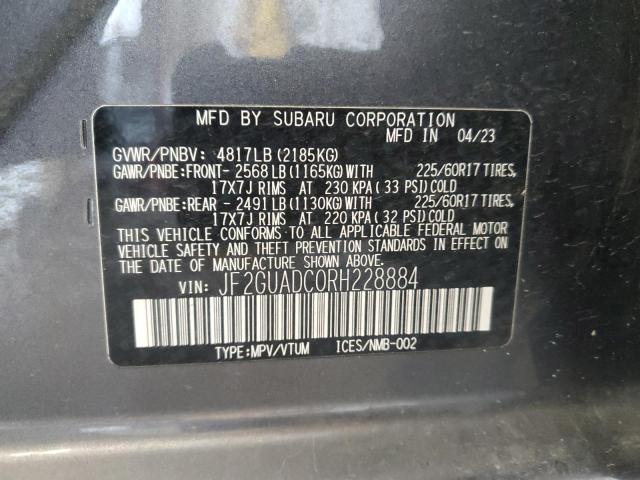 MFD BY SUBARU CORPORATION
MFD IN 04/23
GVWR/PNBV: 4817LB (2185KG)
GAWR/PNBE:FRONT- 2568 LB (1165KG) WITH 225/60R17 TIRES,
17X7J RIMS AT 230 KPA (33 PSI) COLD
GAWR/PNBE:REAR - 2491 LB (1130KG) WITH 225/60R17 TIRES,
17X7J RIMS AT 220 KPA (32 PSI) COLD
THIS VEHICLE CONFORMS TO ALL APPLICABLE FEDERAL MOTOR
VEHICLE SAFETY AND THEFT PREVENTION STANDARDS IN EFFECT ON
THE DATE OF MANUFACTURE SHOWN ABOVE.
VIN: JF2GUADC0RH228884
TYPE:MPV/VTUM ICES/NMB-002